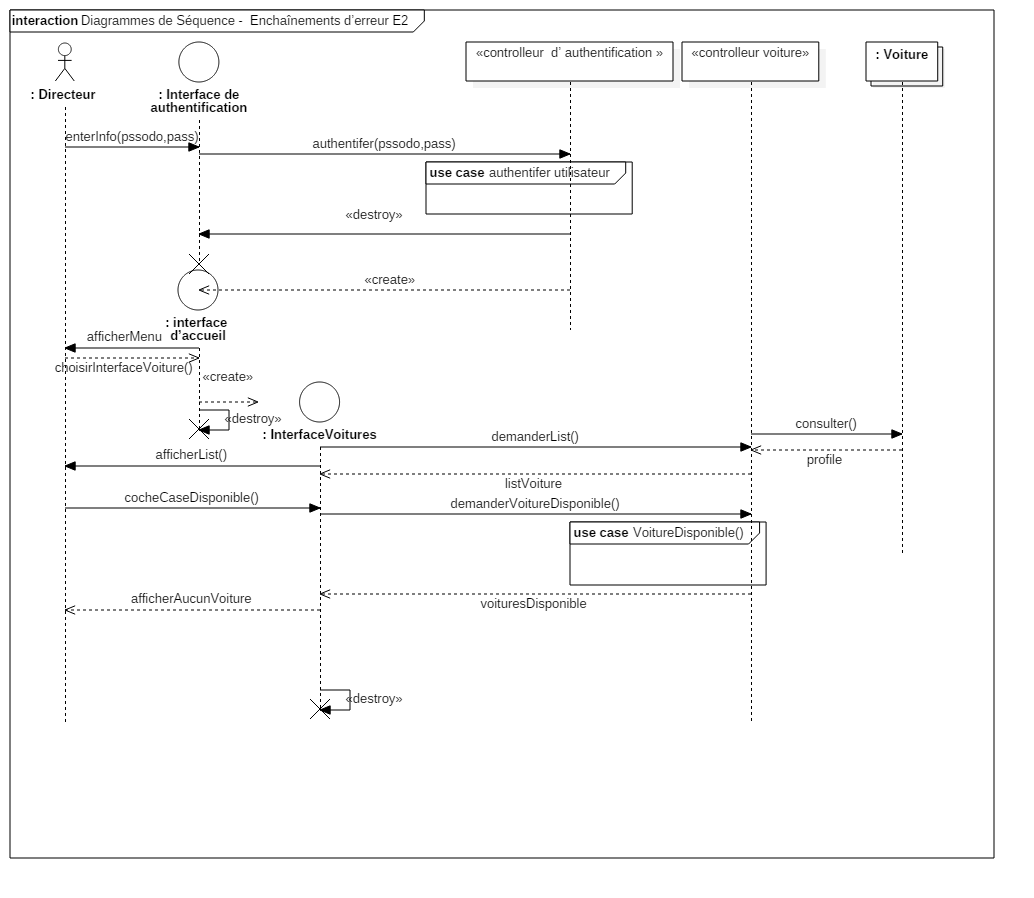 interaction Diagrammes de Séquence - Enchaînements d'erreur E2
«controlleur d' authentification »
«controlleur voiture»
: Voiture
: Directeur
: Interface de
authentification
enterInfo(pssodo,pass)
authentifer(pssodo,pass)
use case authentifer utilisateur
«destroy»
«create»
: interface
d'accueil
afficherMenu
choisirInterfaceVoiture()
«create»
«destroy»
: InterfaceVoitures
consulter()
demanderList()
afficherList()
profile
listVoiture
cocheCaseDisponible()
demanderVoitureDisponible()
use case VoitureDisponible()
afficherAucunVoiture
voituresDisponible
«destroy»